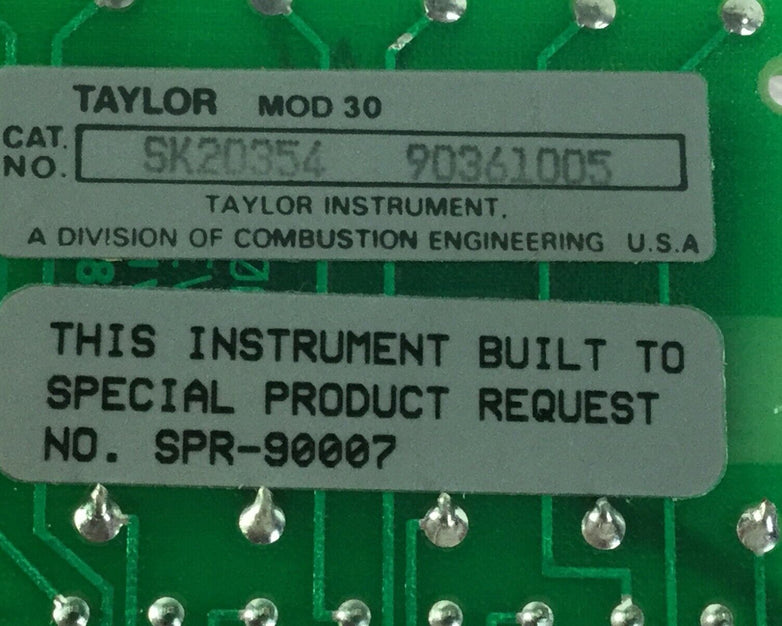 TAYLOR MOD 30
CAT. NO. SK20354 90361005
TAYLOR INSTRUMENT.
A DIVISION OF COMBUSTION ENGINEERING U.S.A
THIS INSTRUMENT BUILT TO
SPECIAL PRODUCT REQUEST
NO. SPR-90007